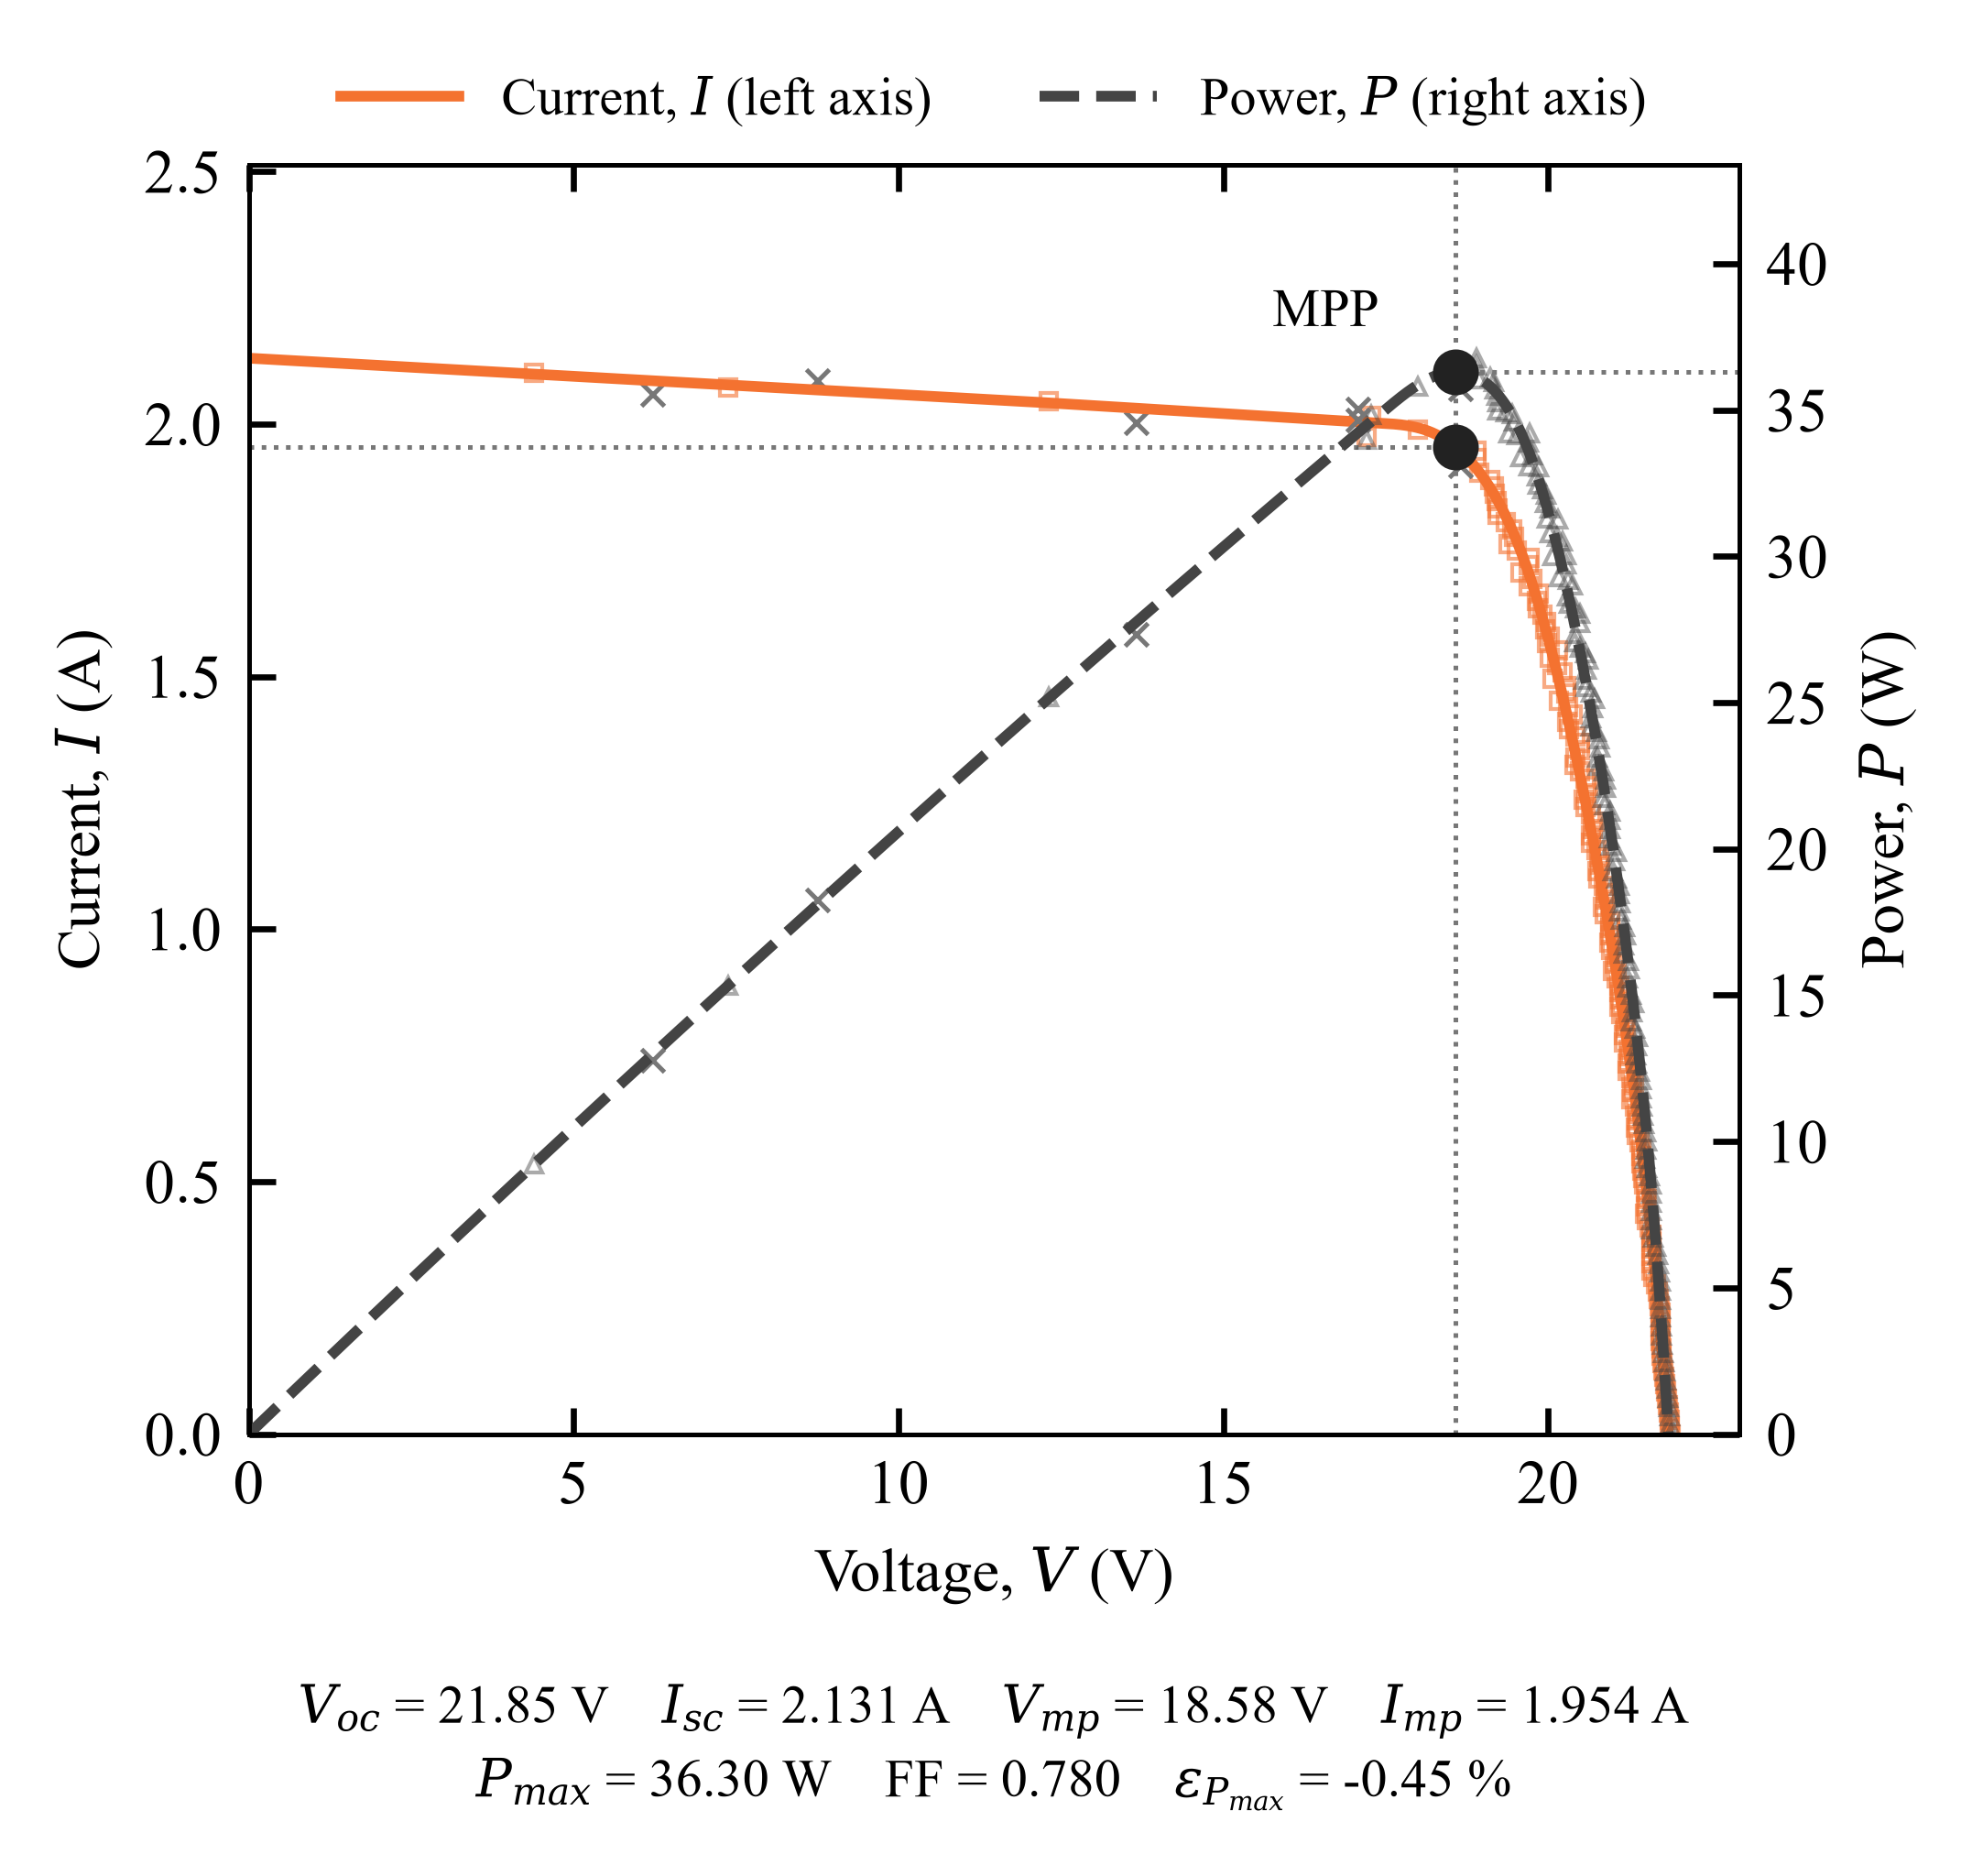 Current, I (left axis) Power, P (right axis)
MPP
Current, I (A)
2.5
2.0
1.5
1.0
0.5
0.0
40
35
30
25
20
15
10
5
0
Power, P (W)
0 5 10 15 20
Voltage, V (V)
V_oc = 21.85 V I_sc = 2.131 A V_mp = 18.58 V I_mp = 1.954 A
P_max = 36.30 W FF = 0.780 ε_P_max = -0.45 %